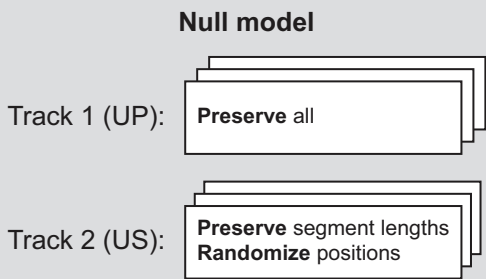 Null model
Track 1 (UP):
Preserve all
Track 2 (US):
Preserve segment lengths
Randomize positions